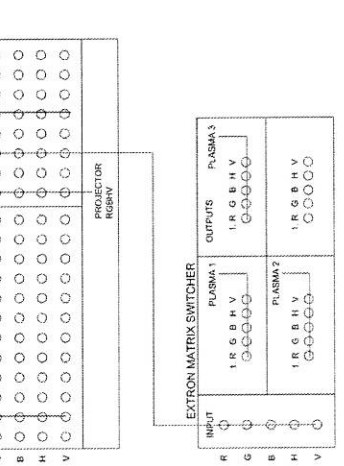 B
H
V
PROJECTOR
RGBHV
EXTRON MATRIX SWITCHER
INPUT
R
G
B
H
V
PLASMA 1
1 R G B H V
OUTPUTS
PLASMA 3
1. R G B H V
PLASMA 2
1 R G B H V
1. R G B H V